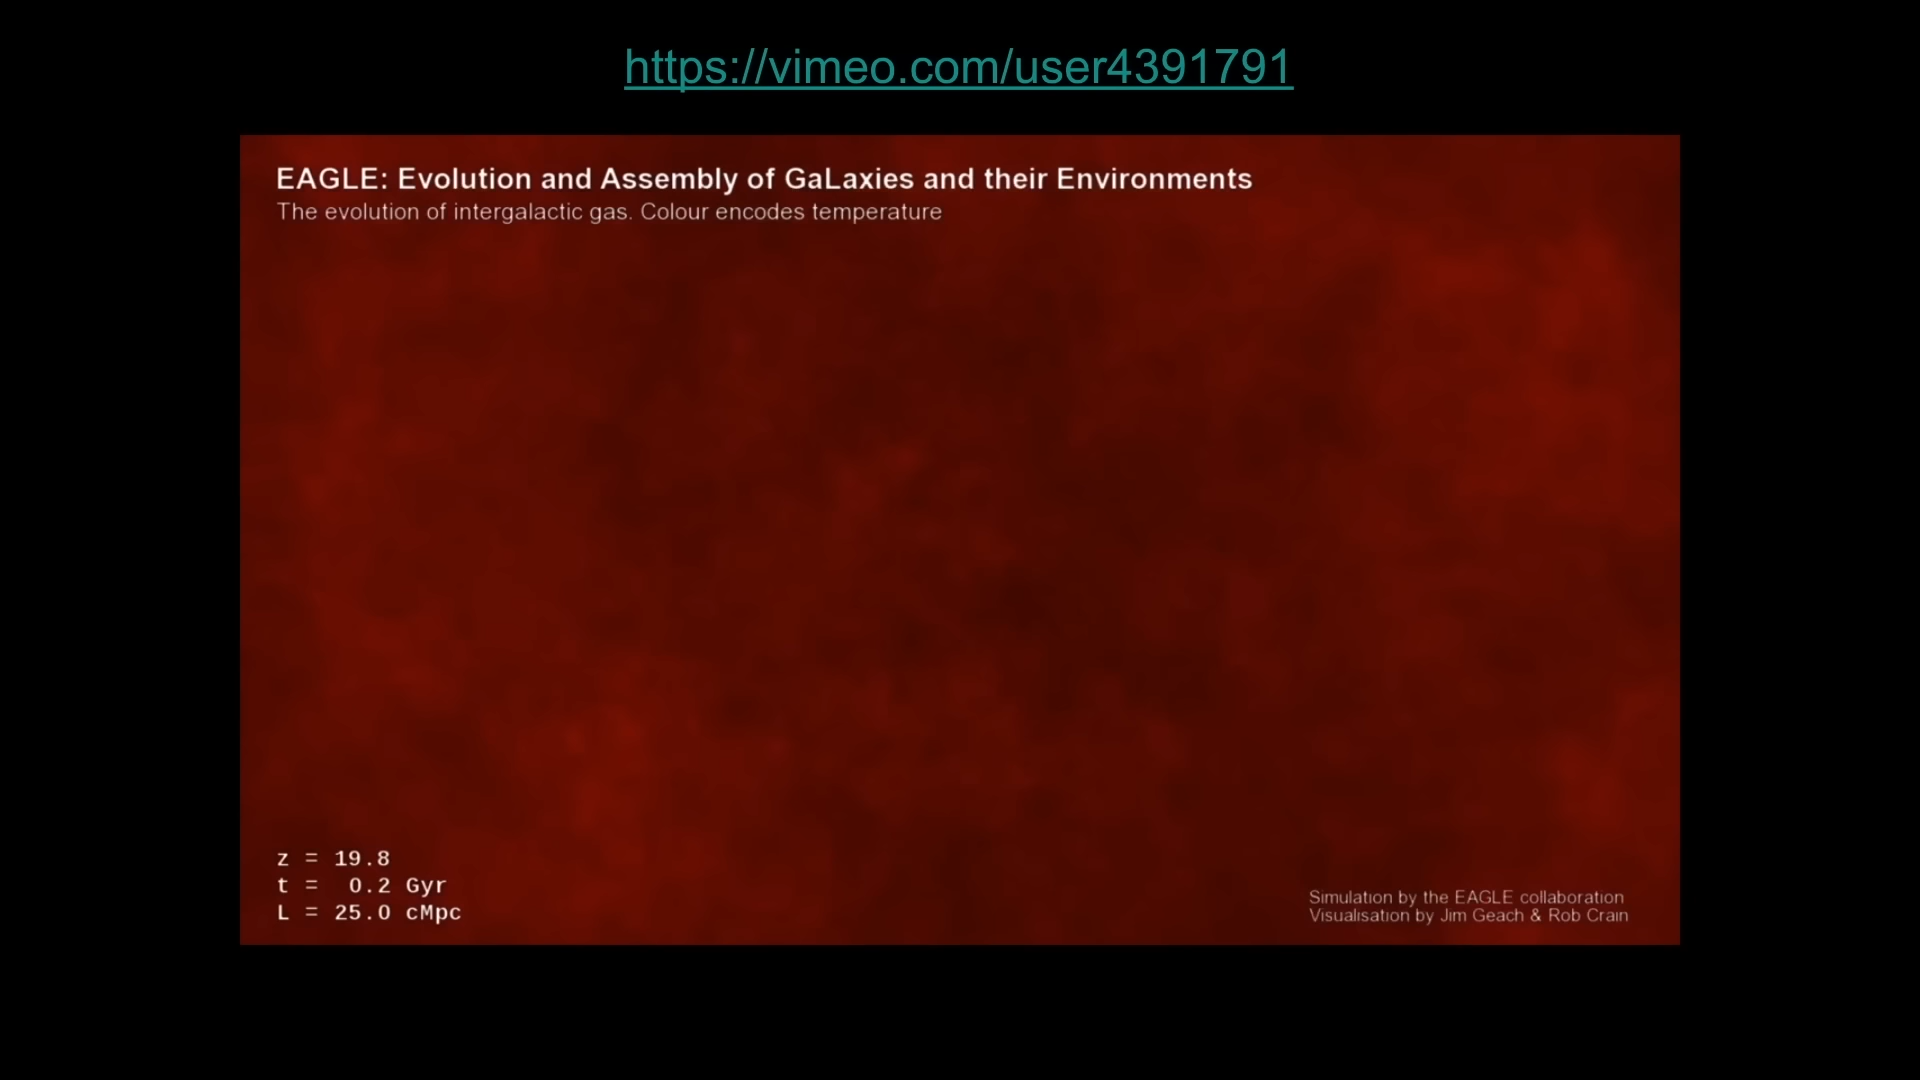 https://vimeo.com/user4391791
EAGLE: Evolution and Assembly of GaLaxies and their Environments
The evolution of intergalactic gas. Colour encodes temperature
z = 19.8
t = 0.2 Gyr
L = 25.0 cMpc
Simulation by the EAGLE collaboration
Visualisation by Jim Geach & Rob Crain